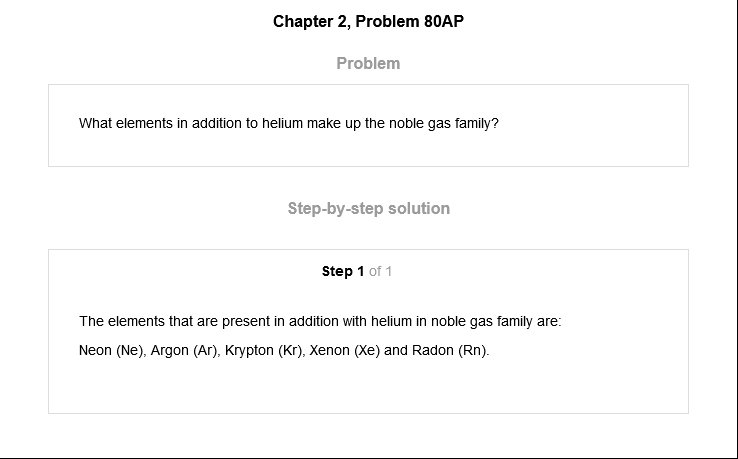 Chapter 2, Problem 80AP
Problem
What elements in addition to helium make up the noble gas family?
Step-by-step solution
Step 1 of 1
The elements that are present in addition with helium in noble gas family are:
Neon (Ne), Argon (Ar), Krypton (Kr), Xenon (Xe) and Radon (Rn).